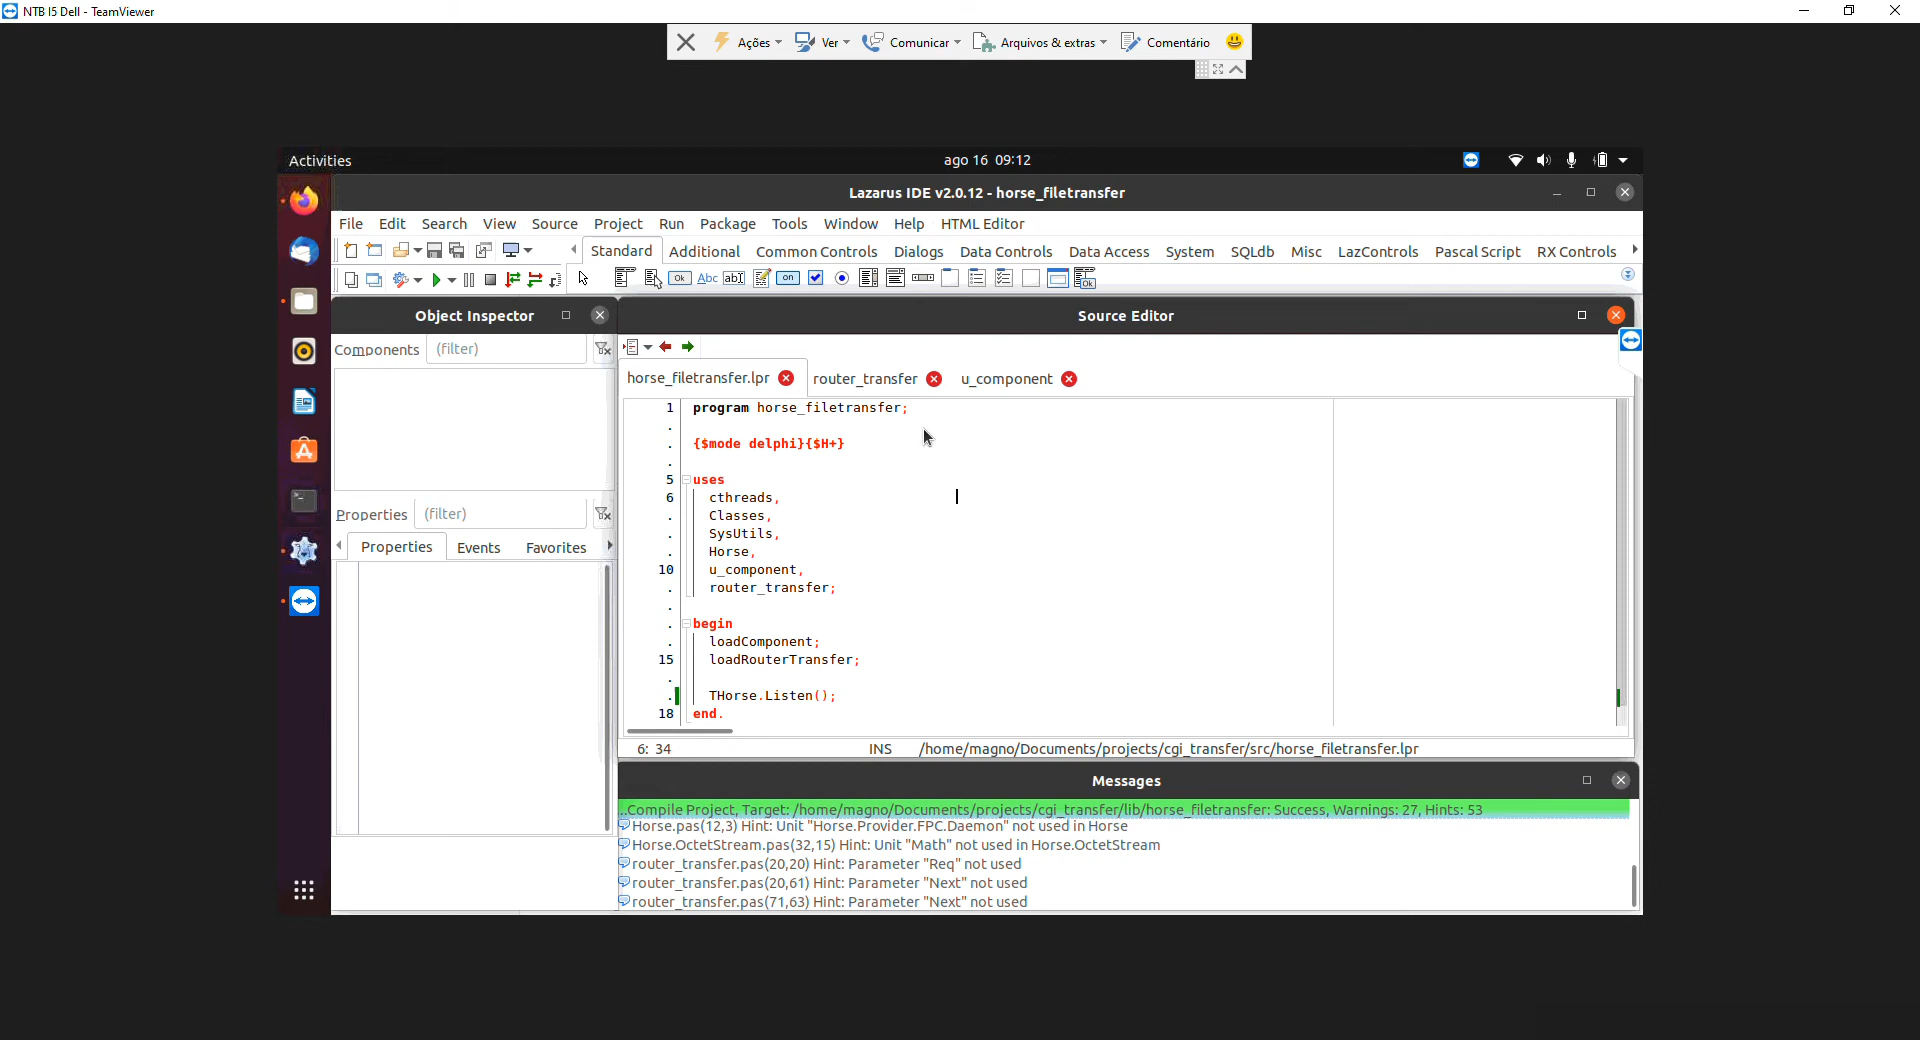 NTB I5 Dell - TeamViewer
Ações
Ver
Comunicar
Arquivos & extras
Comentário
Activities
ago 16 09:12
Lazarus IDE v2.0.12 - horse_filetransfer
File Edit Search View Source Project Run Package Tools Window Help HTML Editor
Standard Additional Common Controls Dialogs Data Controls Data Access System SQLdb Misc LazControls Pascal Script RX Controls
Ok Abc abI on Ok
Object Inspector
Components (filter)
Properties (filter)
Properties Events Favorites
Source Editor
horse_filetransfer.lpr router_transfer u_component
1 program horse_filetransfer;
.
. {$mode delphi}{$H+}
.
5 uses
6 cthreads,
. Classes,
. SysUtils,
. Horse,
10 u_component,
. router_transfer;
.
. begin
. loadComponent;
15 loadRouterTransfer;
.
. THorse.Listen();
18 end.
6: 34 INS /home/magno/Documents/projects/cgi_transfer/src/horse_filetransfer.lpr
Messages
..Compile Project, Target: /home/magno/Documents/projects/cgi_transfer/lib/horse_filetransfer: Success, Warnings: 27, Hints: 53
Horse.pas(12,3) Hint: Unit "Horse.Provider.FPC.Daemon" not used in Horse
Horse.OctetStream.pas(32,15) Hint: Unit "Math" not used in Horse.OctetStream
router_transfer.pas(20,20) Hint: Parameter "Req" not used
router_transfer.pas(20,61) Hint: Parameter "Next" not used
router_transfer.pas(71,63) Hint: Parameter "Next" not used